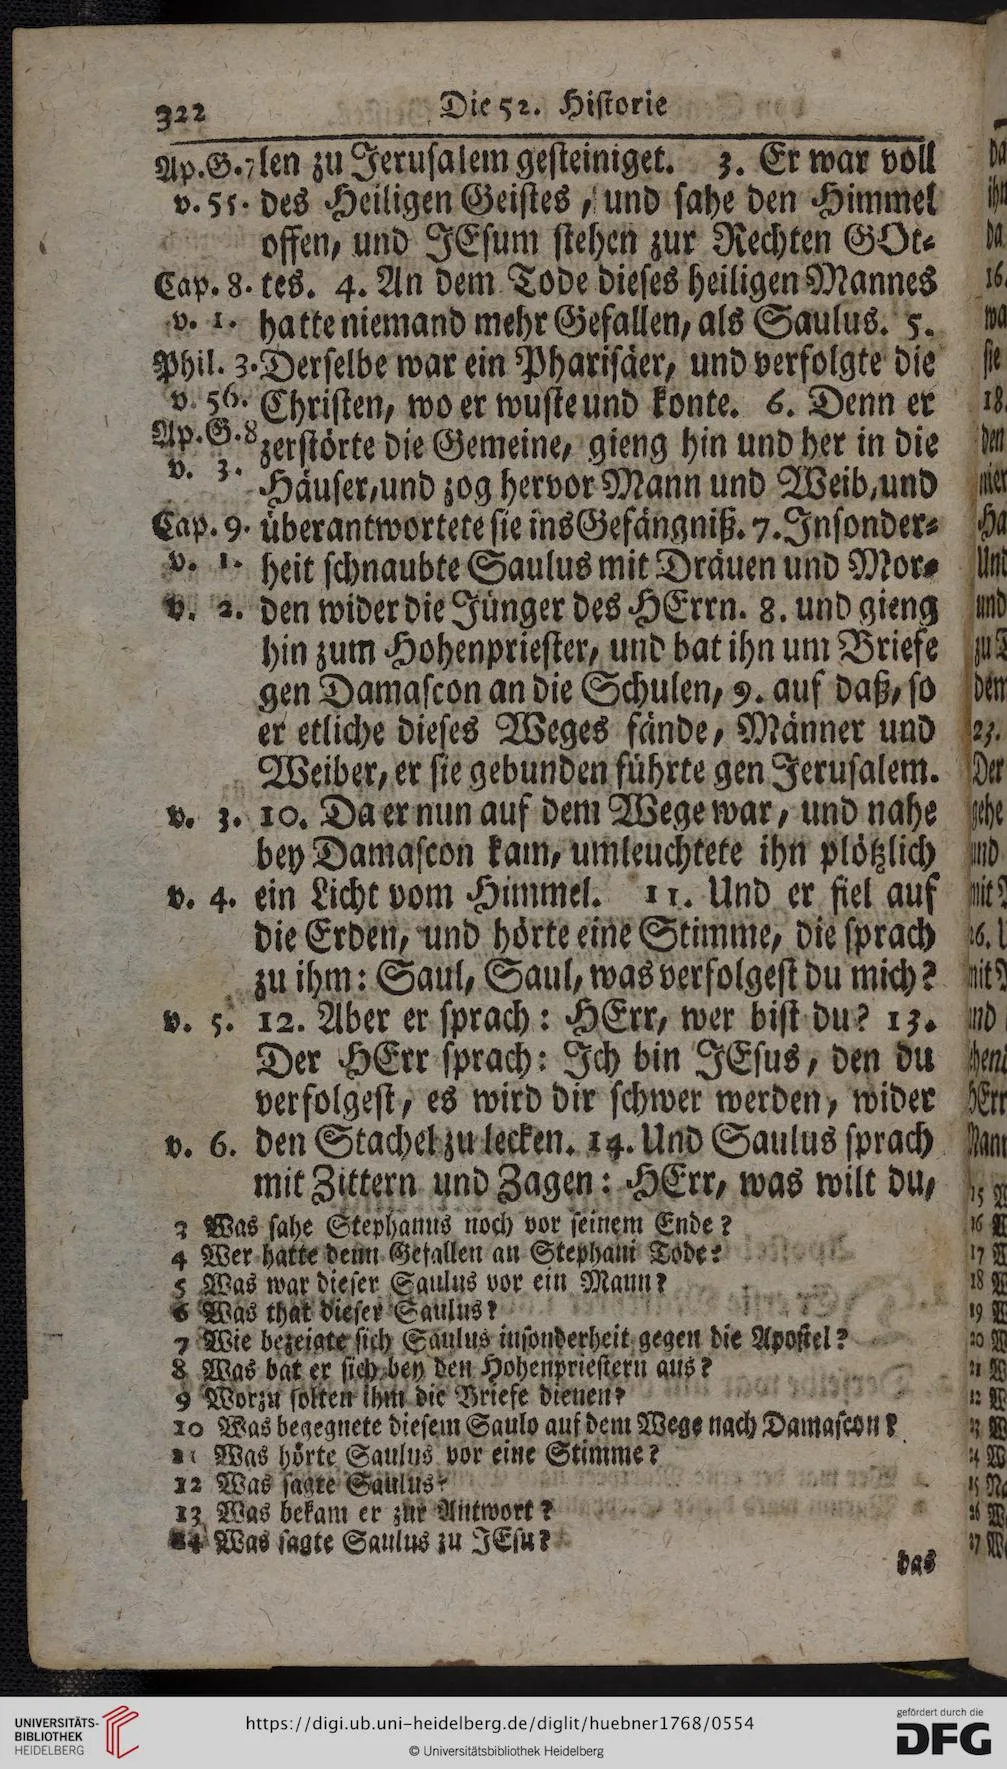 322
Die 52. Historie
Ap.G.7 len zu Jerusalem gesteiniget. 3. Er war voll
v. 55. des Heiligen Geistes, und sahe den Himmel
offen, und JEsum stehen zur Rechten GOt-
Cap. 8. tes. 4. An dem Tode dieses heiligen Mannes
v. 1. hatte niemand mehr Gefallen, als Saulus. 5.
Phil. 3. Derselbe war ein Pharisäer, und verfolgte die
v. 56. Christen, wo er wuste und konte. 6. Denn er
Ap.G.8 zerstörte die Gemeine, gieng hin und her in die
v. 3. Häuser, und zog hervor Mann und Weib, und
Cap. 9. überantwortete sie ins Gefängniß. 7. Insonder-
v. 1. heit schnaubte Saulus mit Dräuen und Mor-
v. 2. den wider die Jünger des HErrn. 8. und gieng
hin zum Hohenpriester, und bat ihn um Briefe
gen Damascon an die Schulen, 9. auf daß, so
er etliche dieses Weges fände, Männer und
Weiber, er sie gebunden führte gen Jerusalem.
v. 3. 10. Da er nun auf dem Wege war, und nahe
bey Damascon kam, umleuchtete ihn plötzlich
v. 4. ein Licht vom Himmel. 11. Und er fiel auf
die Erden, und hörte eine Stimme, die sprach
zu ihm: Saul, Saul, was verfolgest du mich?
v. 5. 12. Aber er sprach: HErr, wer bist du? 13.
Der HErr sprach: Ich bin JEsus, den du
verfolgest, es wird dir schwer werden, wider
v. 6. den Stachel zu lecken. 14. Und Saulus sprach
mit Zittern und Zagen: HErr, was wilt du,
3 Was sahe Stephanus noch vor seinem Ende?
4 Wer hatte denn Gefallen an Stephani Tode?
5 Was war dieser Saulus vor ein Mann?
6 Was that dieser Saulus?
7 Wie bezeigte sich Saulus insonderheit gegen die Apostel?
8 Was bat er sich bey den Hohenpriestern aus?
9 Worzu solten ihm die Briefe dienen?
10 Was begegnete diesem Saulo auf dem Wege nach Damascon?
11 Was hörte Saulus vor eine Stimme?
12 Was sagte Saulus?
13 Was bekam er zur Antwort?
14 Was sagte Saulus zu JEsu?
das
UNIVERSITÄTS-
BIBLIOTHEK
HEIDELBERG
https://digi.ub.uni-heidelberg.de/diglit/huebner1768/0554
© Universitätsbibliothek Heidelberg
gefördert durch die
DFG